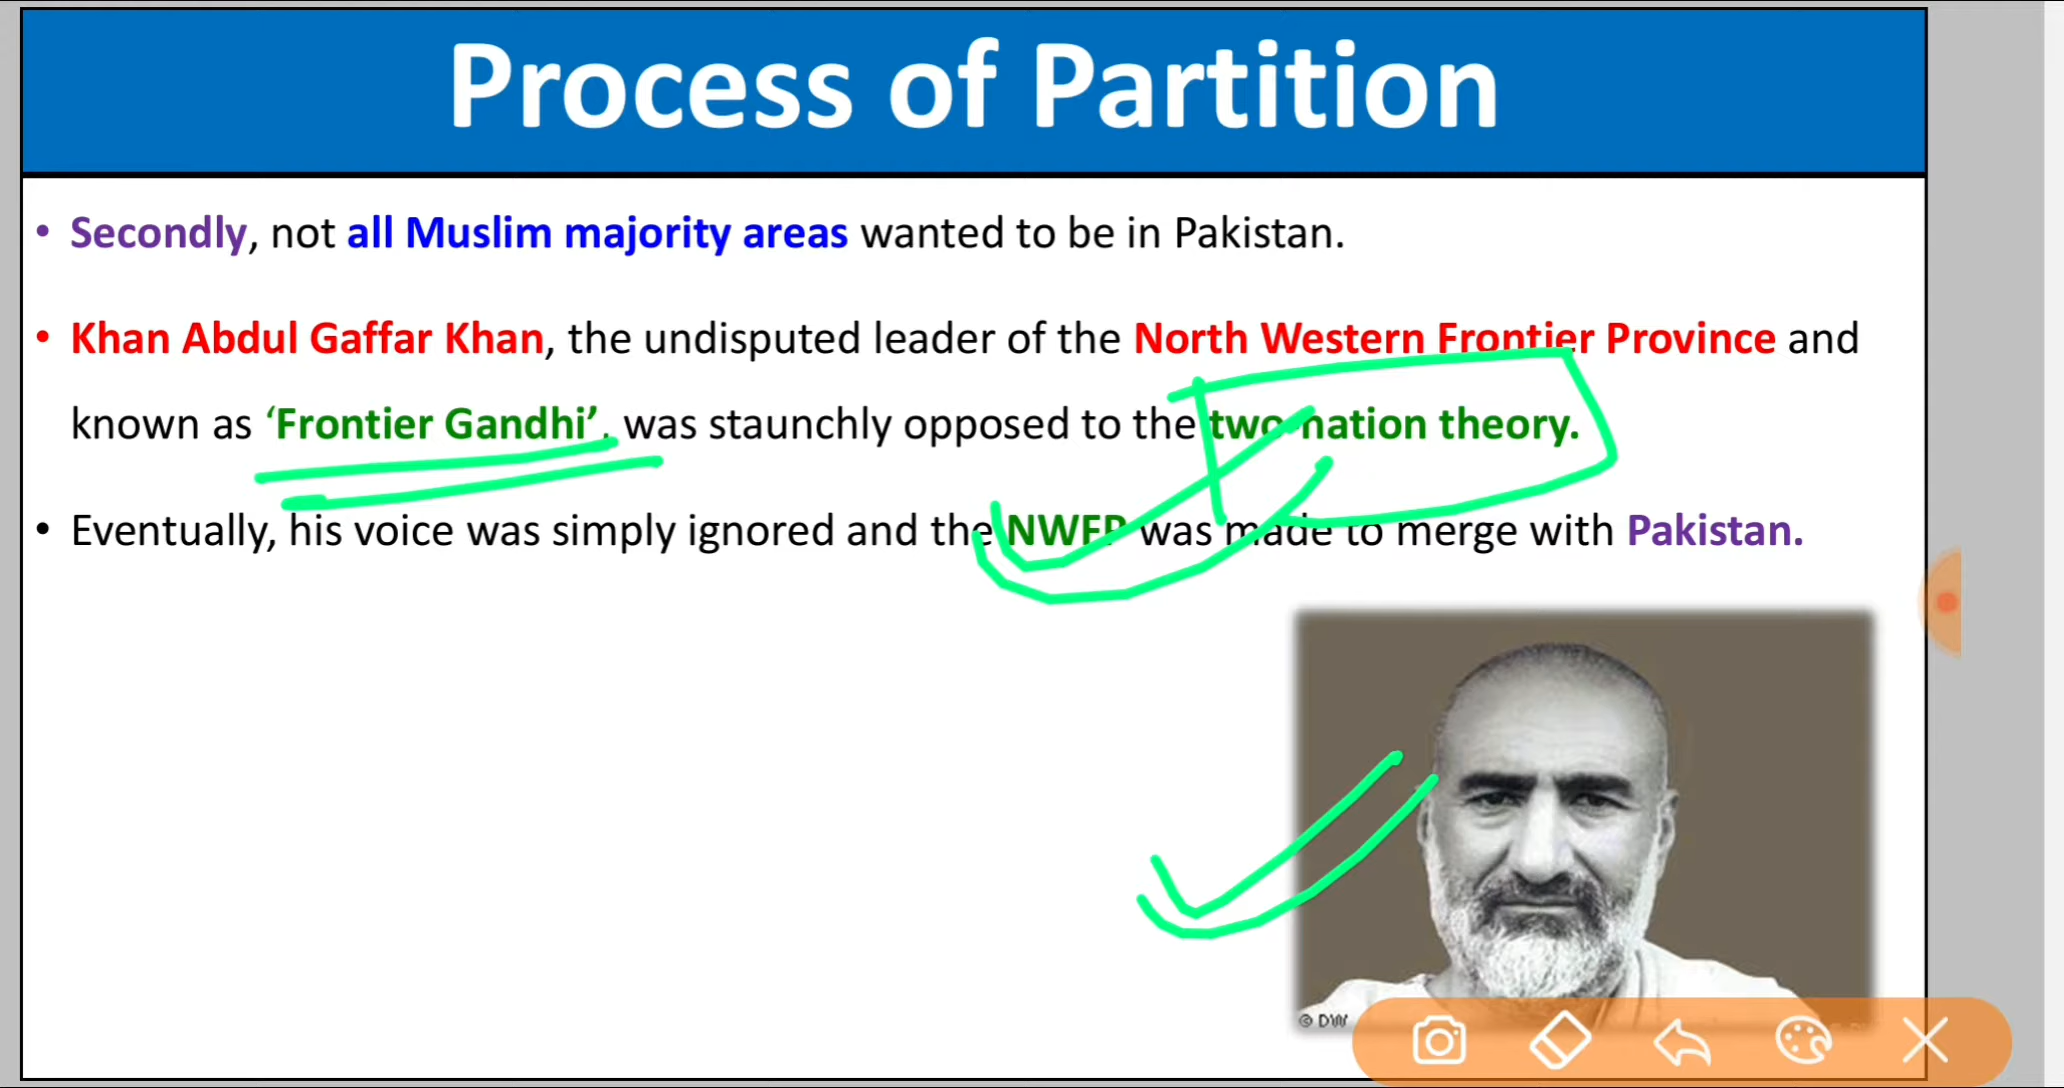 Process of Partition
• Secondly, not all Muslim majority areas wanted to be in Pakistan.
• Khan Abdul Gaffar Khan, the undisputed leader of the North Western Frontier Province and
known as ‘Frontier Gandhi’, was staunchly opposed to the two nation theory.
• Eventually, his voice was simply ignored and the NWFP was made to merge with Pakistan.
© DW